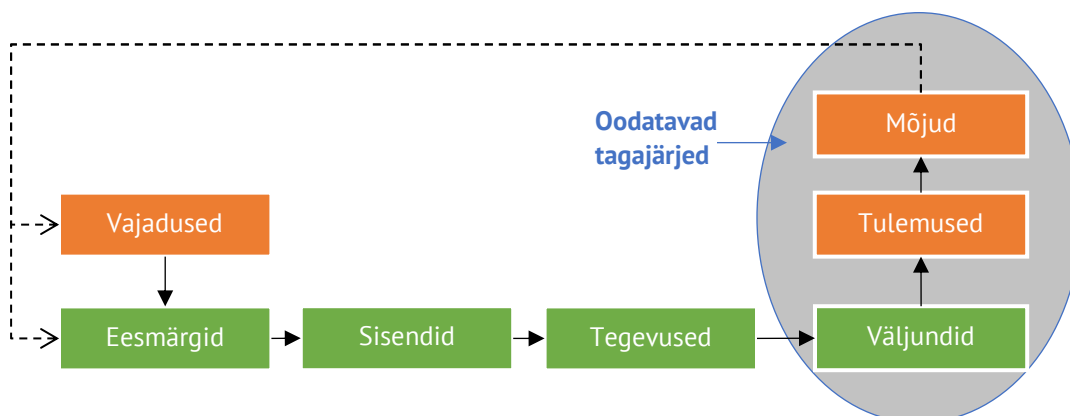 Mõjud
Oodatavad
tagajärjed
Vajadused
Tulemused
Eesmärgid
Sisendid
Tegevused
Väljundid